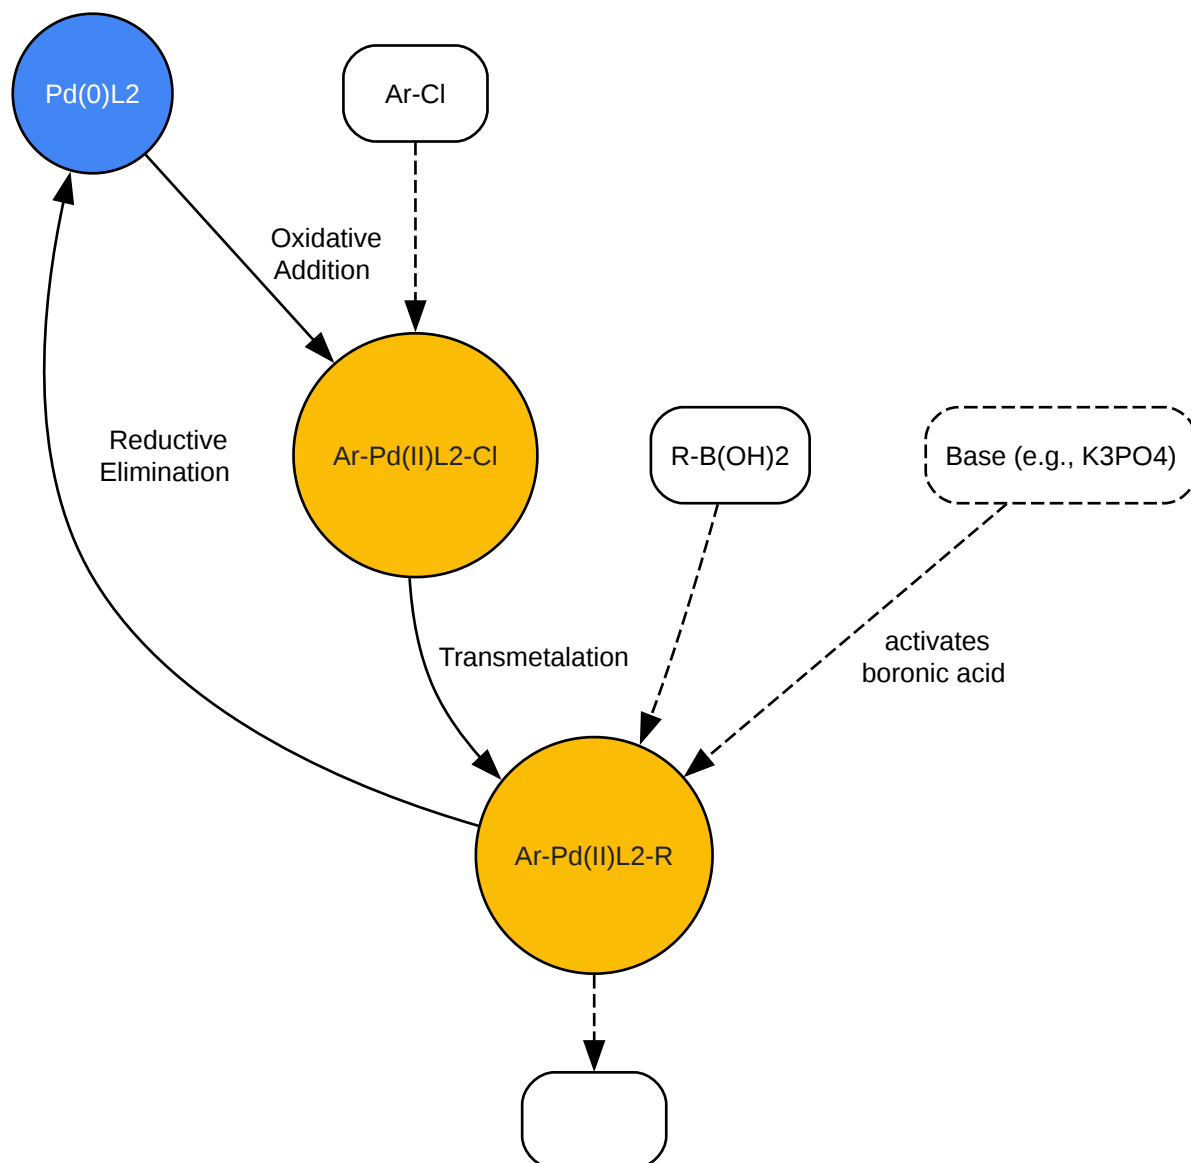 Pd(0)L2
Ar-Cl
Oxidative
Addition
Reductive
Elimination
Ar-Pd(II)L2-Cl
R-B(OH)2
Base (e.g., K3PO4)
Transmetalation
activates
boronic acid
Ar-Pd(II)L2-R